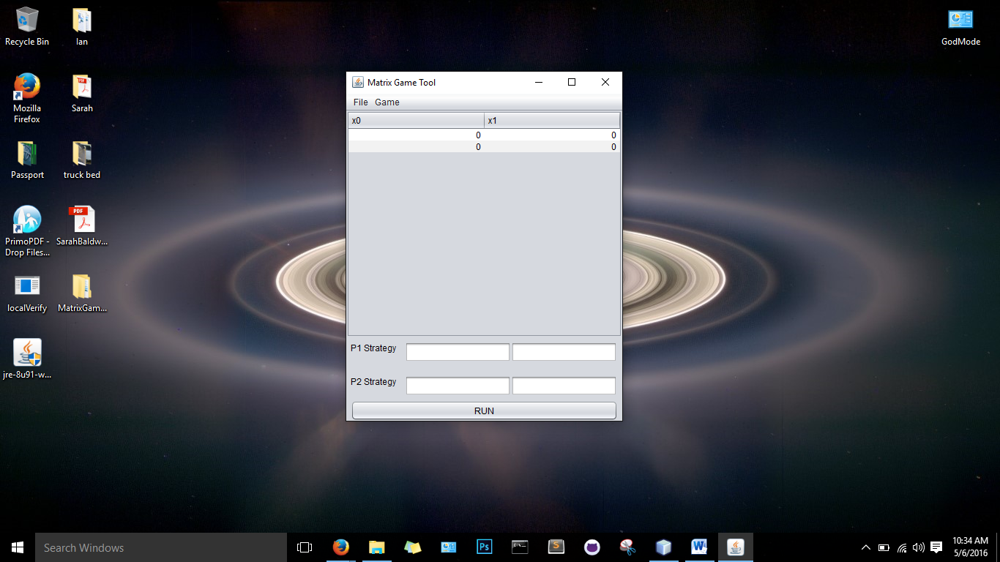 Recycle Bin
Ian
GodMode
Mozilla
Firefox
Sarah
Passport
truck bed
PDF
PrimoPDF -
Drop Files...
SarahBaldw...
localVerify
MatrixGam...
jre-8u91-w...
Matrix Game Tool
File Game
x0 x1
0 0
0 0
P1 Strategy
P2 Strategy
RUN
Search Windows
Ps
C:\_
S
W
10:34 AM
5/6/2016